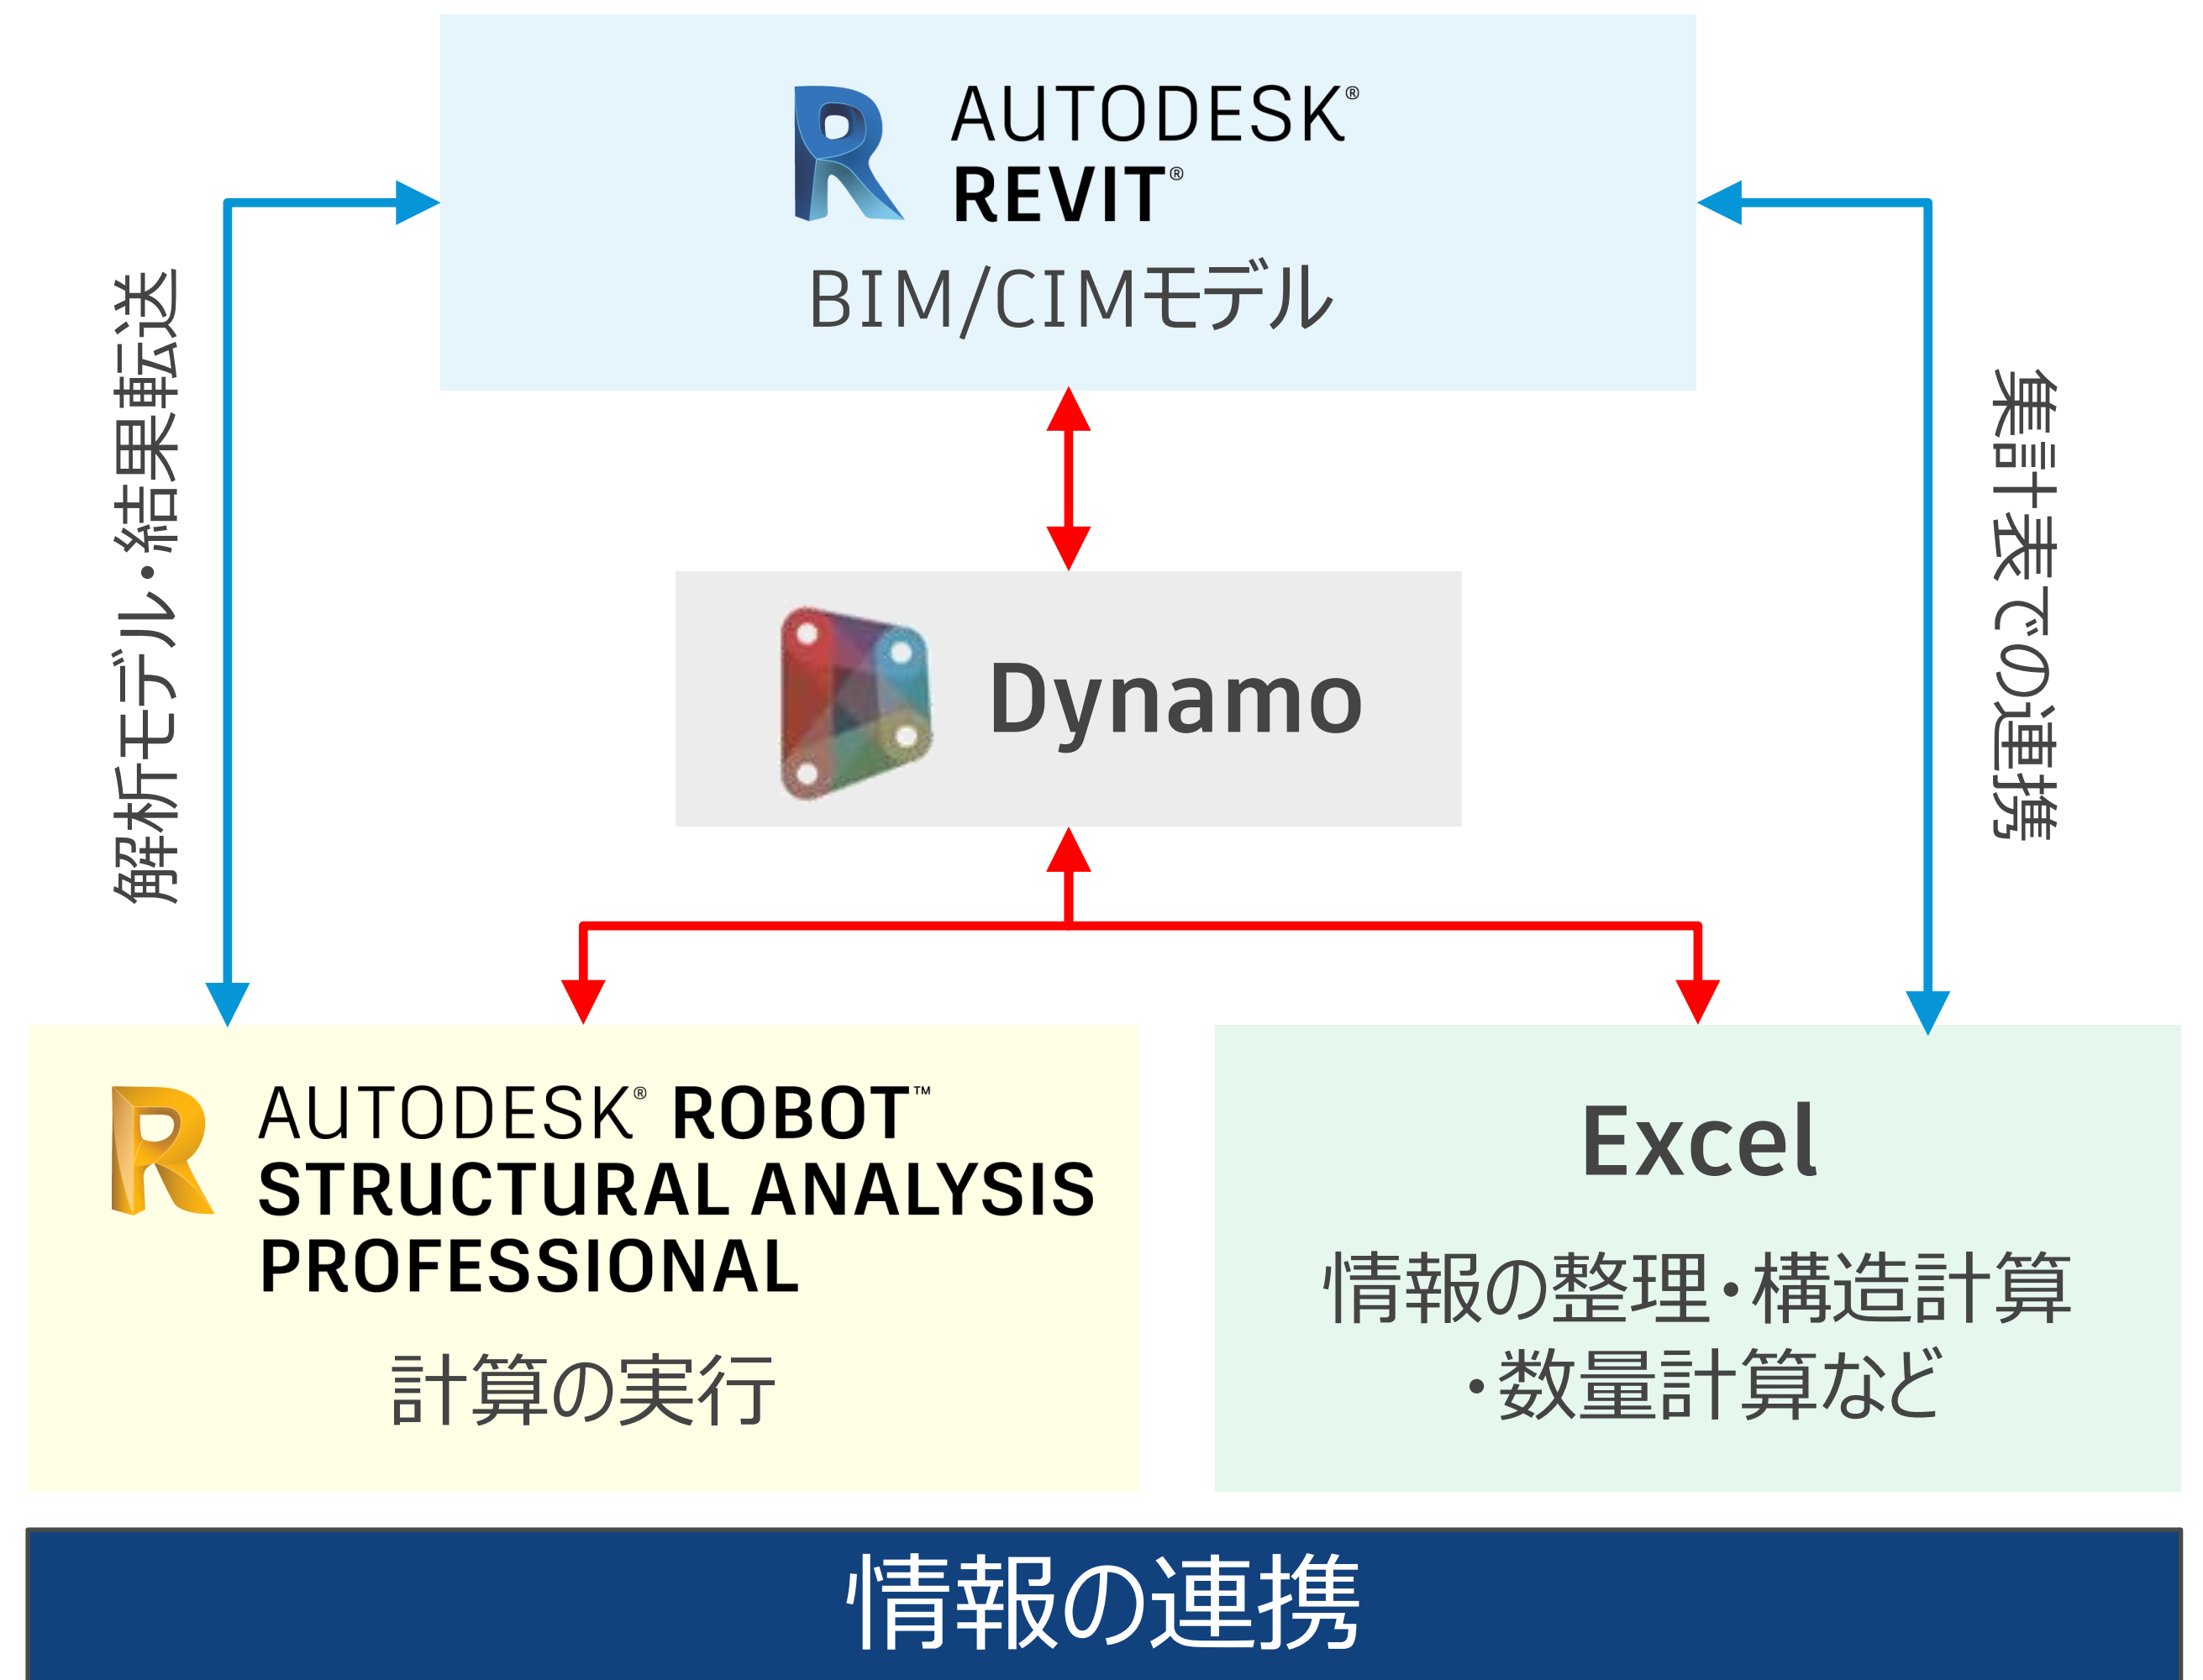 AUTODESK®
REVIT®
BIM/CIMモデル
解析モデル・結果転送
集計表での連携
Dynamo
AUTODESK® ROBOT™
STRUCTURAL ANALYSIS
PROFESSIONAL
計算の実行
Excel
情報の整理・構造計算
・数量計算など
情報の連携